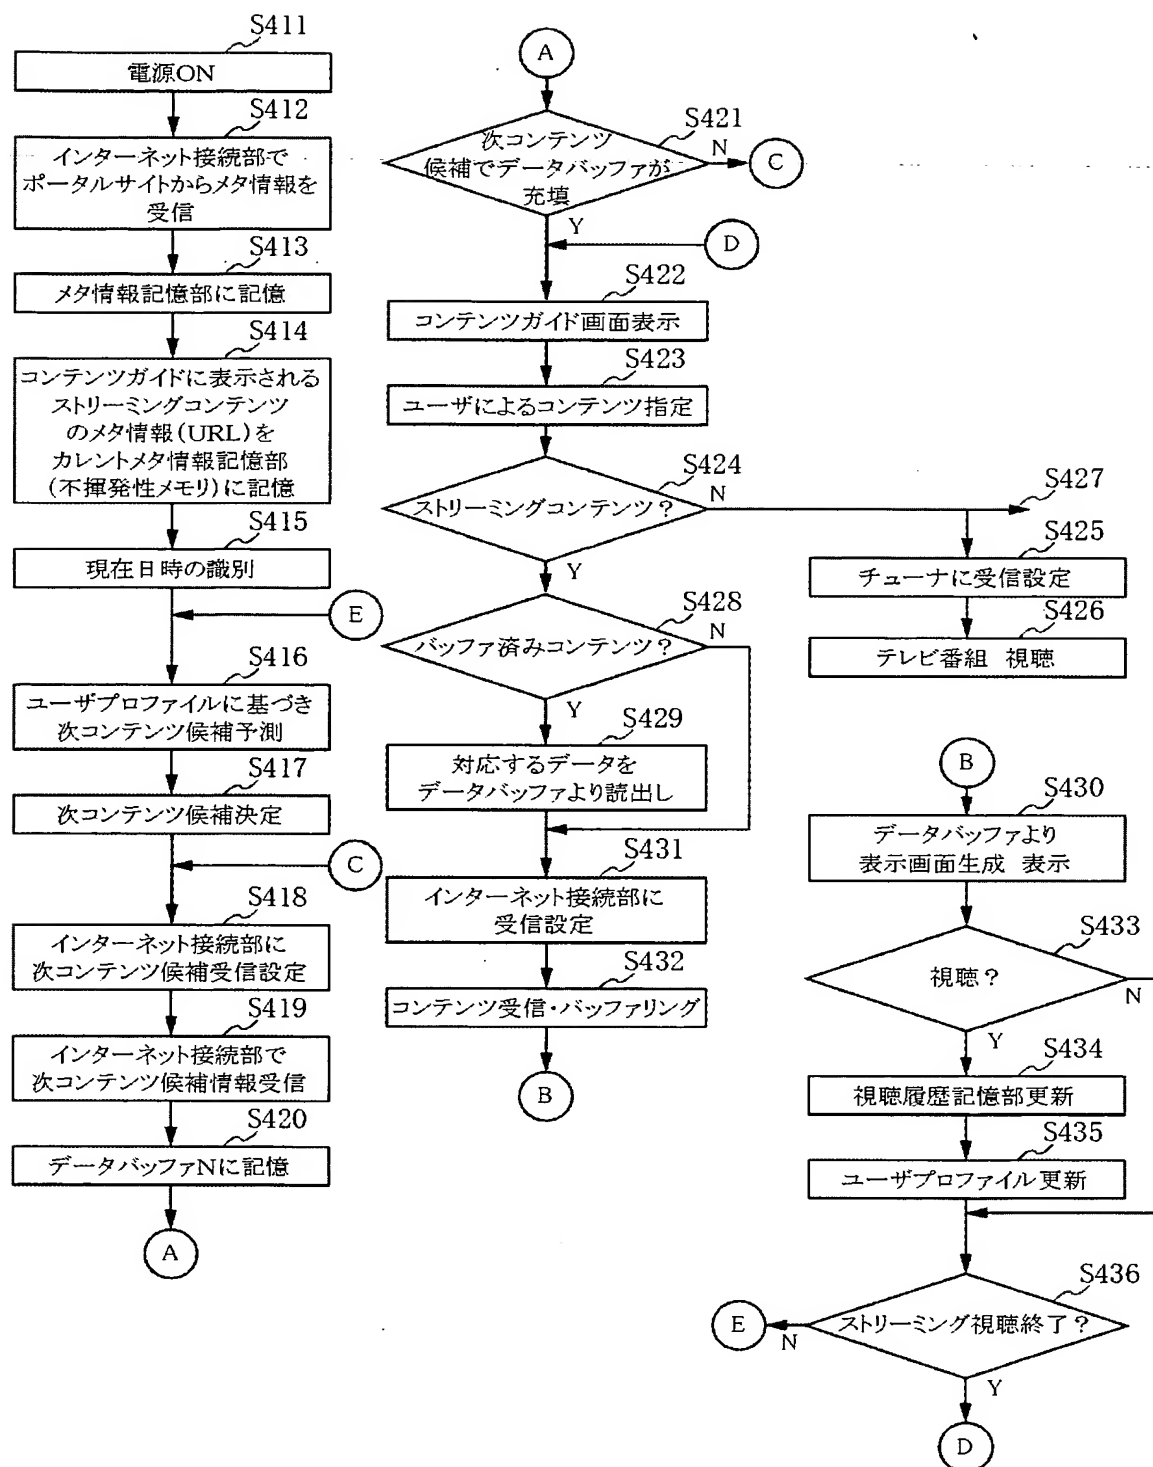 S411
電源ON
S412
インターネット接続部で
ポータルサイトからメタ情報を
受信
S413
メタ情報記憶部に記憶
S414
コンテンツガイドに表示される
ストリーミングコンテンツ
のメタ情報(URL)を
カレントメタ情報記憶部
(不揮発性メモリ)に記憶
S415
現在日時の識別
E
S416
ユーザプロファイルに基づき
次コンテンツ候補予測
S417
次コンテンツ候補決定
C
S418
インターネット接続部に
次コンテンツ候補受信設定
S419
インターネット接続部で
次コンテンツ候補情報受信
S420
データバッファNに記憶
A
A
S421
次コンテンツ
候補でデータバッファが
充填
N
C
Y
D
S422
コンテンツガイド画面表示
S423
ユーザによるコンテンツ指定
S424
ストリーミングコンテンツ?
N
S427
Y
S425
チューナに受信設定
S426
テレビ番組 視聴
S428
バッファ済みコンテンツ?
N
Y
S429
対応するデータを
データバッファより読出し
S431
インターネット接続部に
受信設定
S432
コンテンツ受信・バッファリング
B
B
S430
データバッファより
表示画面生成 表示
S433
視聴?
N
Y
S434
視聴履歴記憶部更新
S435
ユーザプロファイル更新
S436
ストリーミング視聴終了?
E
N
Y
D